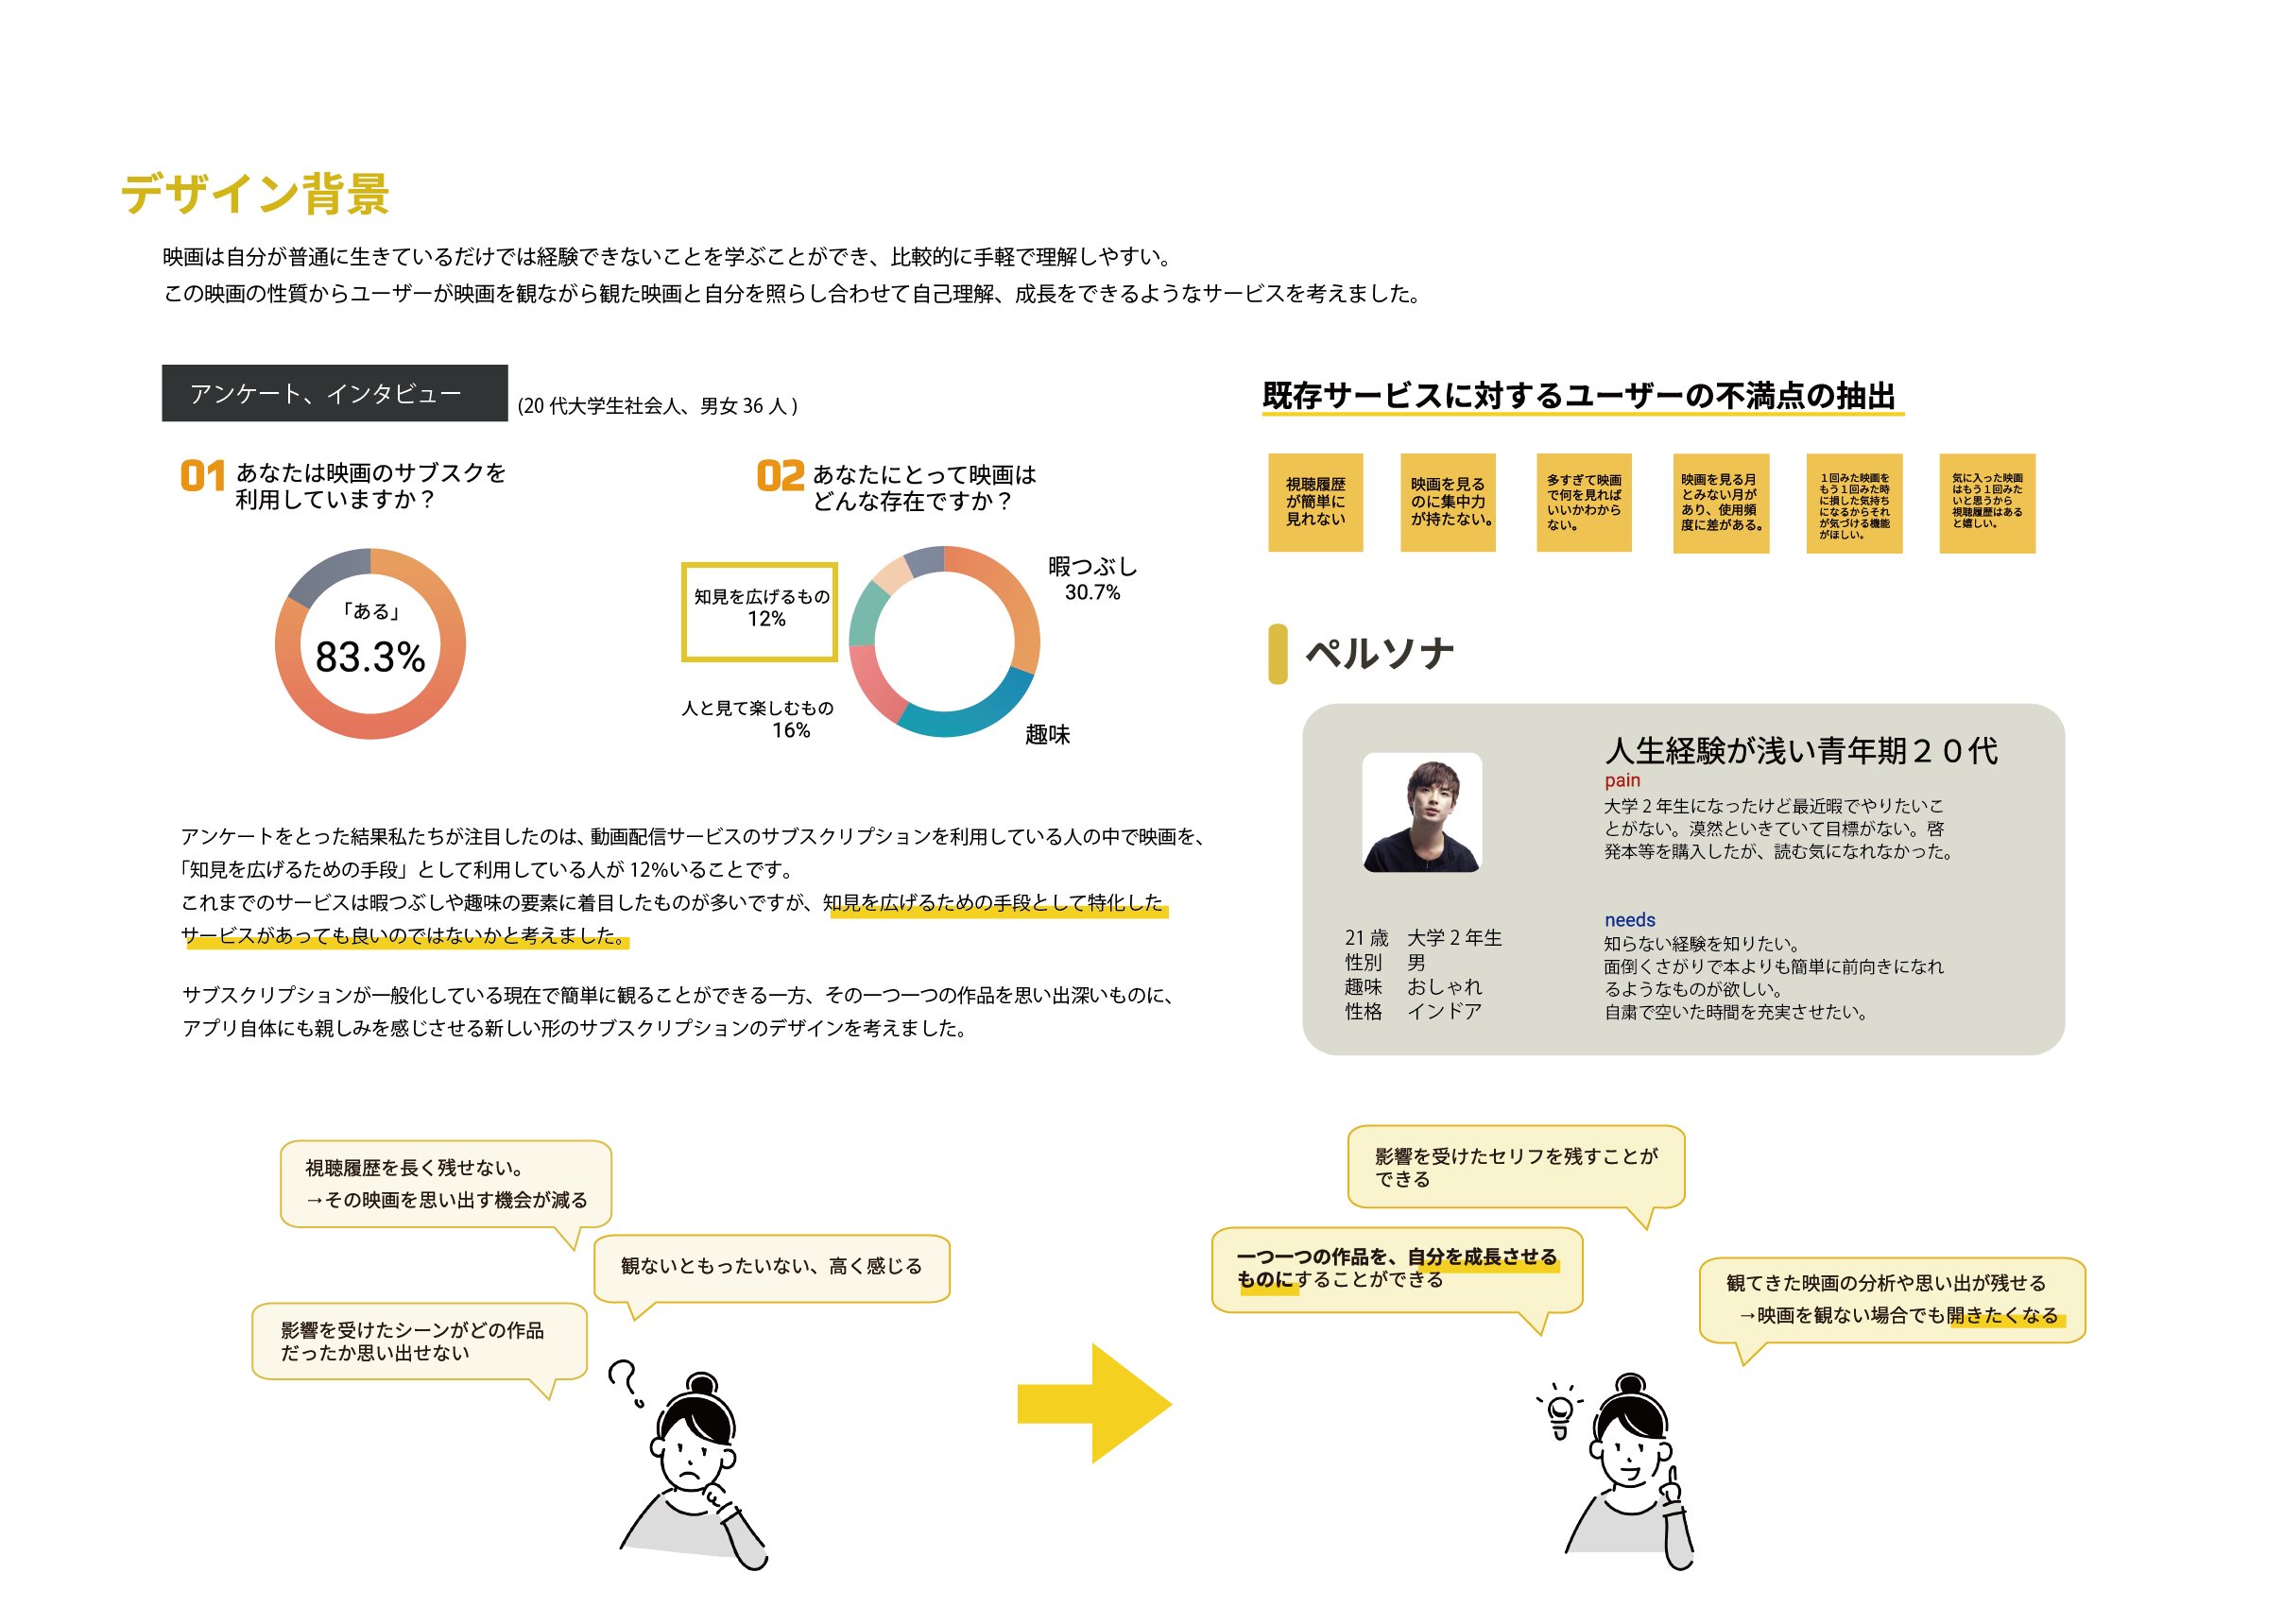 デザイン背景
映画は自分が普通に生きているだけでは経験できないことを学ぶことができ、比較的に手軽で理解しやすい。
この映画の性質からユーザーが映画を観ながら観た映画と自分を照らし合わせて自己理解、成長をできるようなサービスを考えました。
アンケート、インタビュー
(20 代大学生社会人、男女 36 人 )
01 あなたは映画のサブスクを
利用していますか？
「ある」
83.3%
02 あなたにとって映画は
どんな存在ですか？
知見を広げるもの
12%
人と見て楽しむもの
16%
暇つぶし
30.7%
趣味
アンケートをとった結果私たちが注目したのは、動画配信サービスのサブスクリプションを利用している人の中で映画を、
「知見を広げるための手段」として利用している人が 12%いることです。
これまでのサービスは暇つぶしや趣味の要素に着目したものが多いですが、知見を広げるための手段として特化した
サービスがあっても良いのではないかと考えました。
サブスクリプションが一般化している現在で簡単に観ることができる一方、その一つ一つの作品を思い出深いものに、
アプリ自体にも親しみを感じさせる新しい形のサブスクリプションのデザインを考えました。
既存サービスに対するユーザーの不満点の抽出
視聴履歴
が簡単に
見れない
映画を見る
のに集中力
が持たない。
多すぎて映画
で何を見れば
いいかわから
ない。
映画を見る月
とみない月が
あり、使用頻
度に差がある。
１回みた映画を
もう１回みた時
に損した気持ち
になるからそれ
が気づける機能
がほしい。
気に入った映画
はもう１回みた
いと思うから
視聴履歴はある
と嬉しい。
ペルソナ
人生経験が浅い青年期２０代
pain
大学 2 年生になったけど最近暇でやりたいこ
とがない。漠然といきていて目標がない。啓
発本等を購入したが、読む気になれなかった。
needs
知らない経験を知りたい。
面倒くさがりで本よりも簡単に前向きになれ
るようなものが欲しい。
自粛で空いた時間を充実させたい。
21 歳　大学 2 年生
性別　男
趣味　おしゃれ
性格　インドア
視聴履歴を長く残せない。
→その映画を思い出す機会が減る
観ないともったいない、高く感じる
影響を受けたシーンがどの作品
だったか思い出せない
影響を受けたセリフを残すことが
できる
一つ一つの作品を、自分を成長させる
ものにすることができる
観てきた映画の分析や思い出が残せる
→映画を観ない場合でも開きたくなる